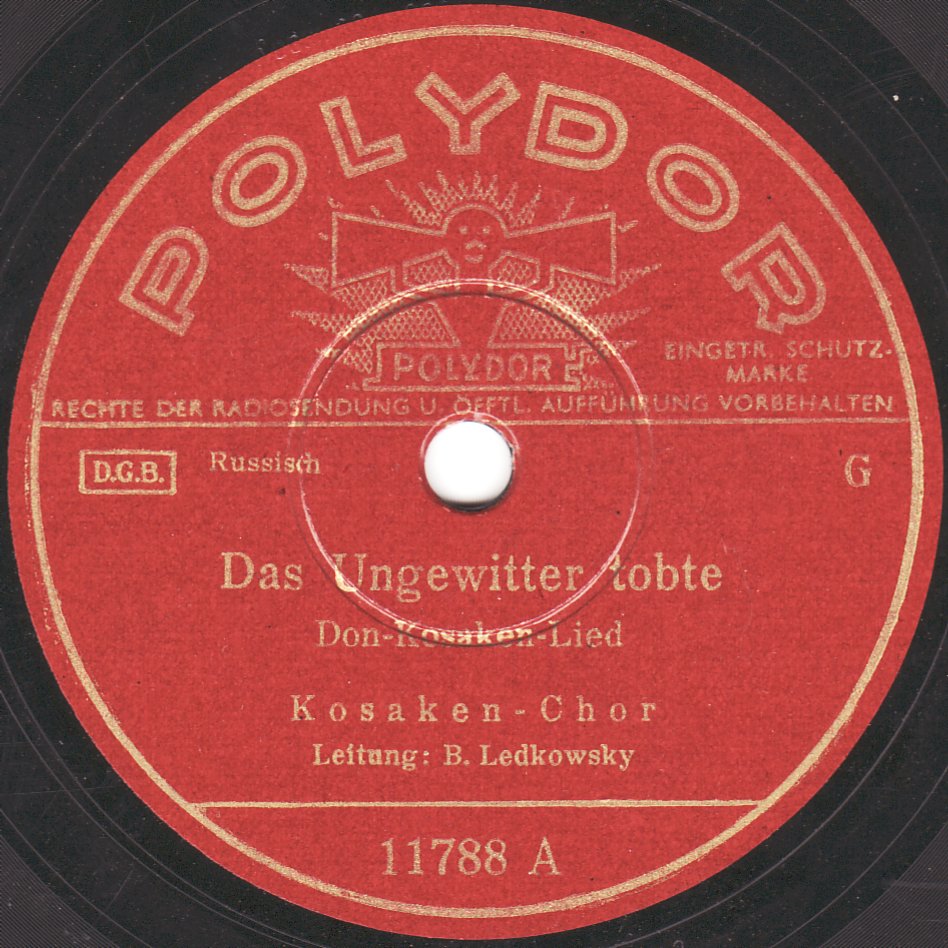 POLYDOR
POLYDOR
EINGETR. SCHUTZ-
MARKE
RECHTE DER RADIOSENDUNG U. ÖFFTL. AUFFÜHRUNG VORBEHALTEN
D.G.B. Russisch G
Das Ungewitter tobte
Don-Kosaken-Lied
Kosaken-Chor
Leitung: B. Ledkowsky
11788 A